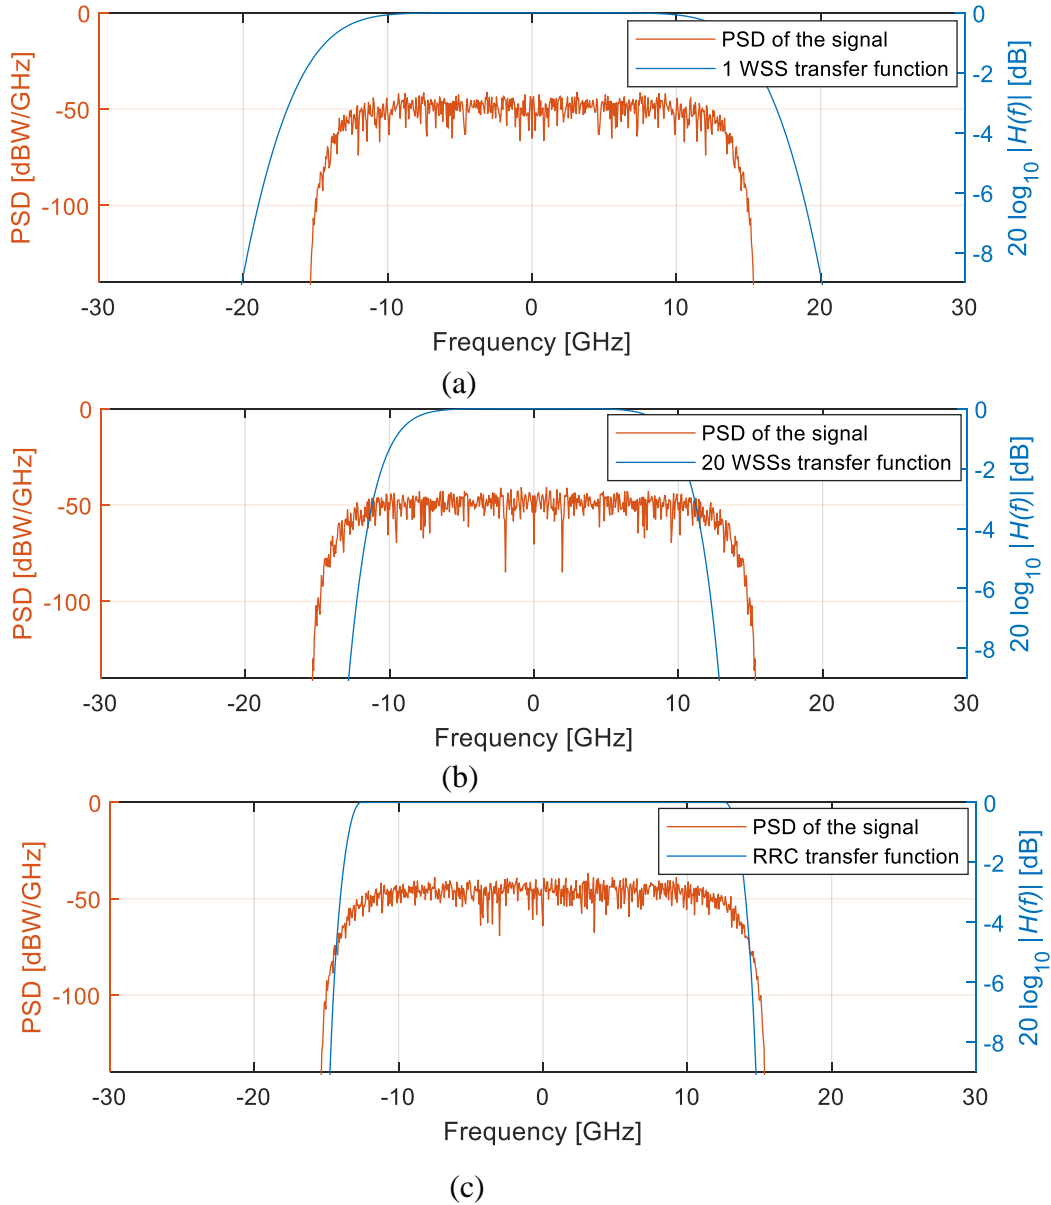 0
-50
-100
PSD [dBW/GHz]
0
-2
-4
-6
-8
20 log10 |H(f)| [dB]
PSD of the signal
1 WSS transfer function
-30 -20 -10 0 10 20 30
Frequency [GHz]
(a)
0
-50
-100
PSD [dBW/GHz]
0
-2
-4
-6
-8
20 log10 |H(f)| [dB]
PSD of the signal
20 WSSs transfer function
-30 -20 -10 0 10 20 30
Frequency [GHz]
(b)
0
-50
-100
PSD [dBW/GHz]
0
-2
-4
-6
-8
20 log10 |H(f)| [dB]
PSD of the signal
RRC transfer function
-30 -20 -10 0 10 20 30
Frequency [GHz]
(c)